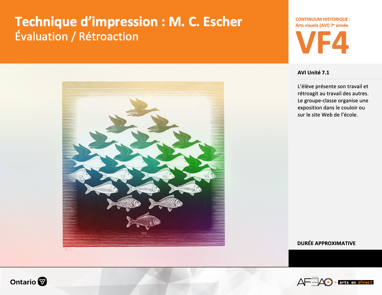 Technique d'impression : M. C. Escher
Évaluation / Rétroaction
CONTINUUM HISTORIQUE :
Arts visuels (AVI) 7e année
VF4
AVI Unité 7.1
L'élève présente son travail et
rétroagit au travail des autres.
Le groupe-classe organise une
exposition dans le couloir ou
sur le site Web de l'école.
DURÉE APPROXIMATIVE
Ontario
AFÉAO
arts en direct